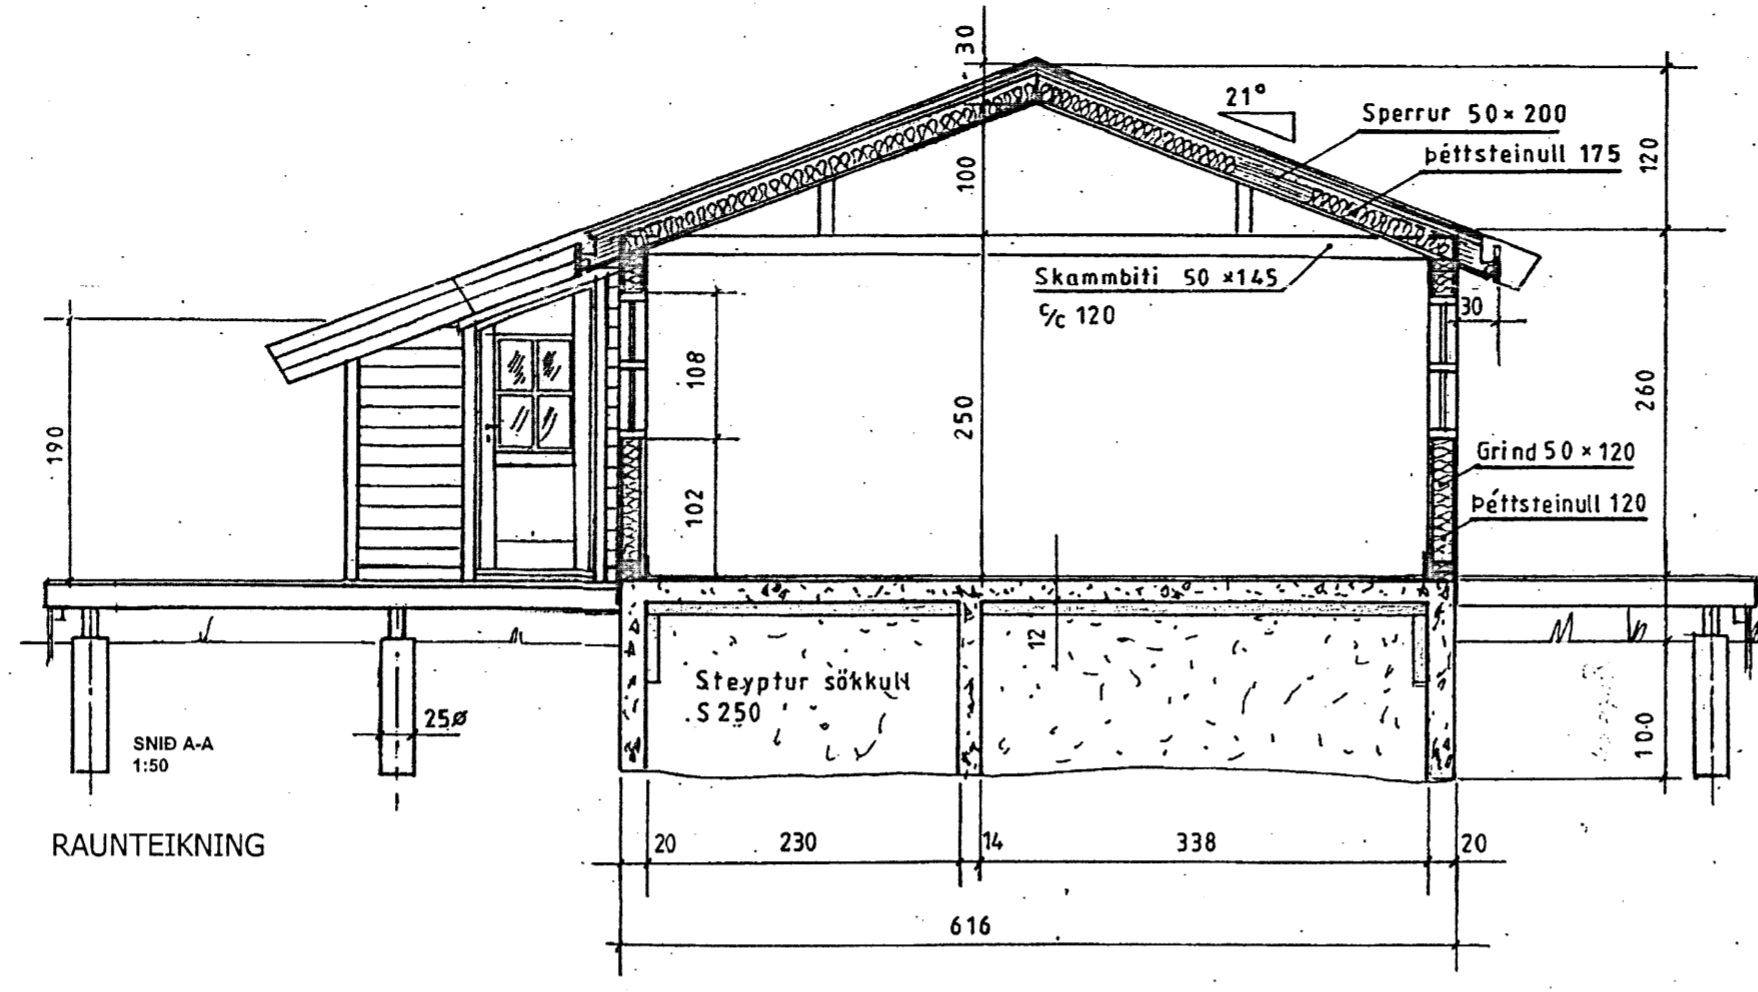 30
21°
Sperrur 50×200
Þéttsteinull 175
120
100
Skammbiti 50×145
c/c 120
30
190
108
250
260
Grind 50×120
102
Þéttsteinull 120
12
Steyptur sökkull
S 250
25ø
100
SNIÐ A-A
1:50
RAUNTEIKNING
20
230
14
338
20
616